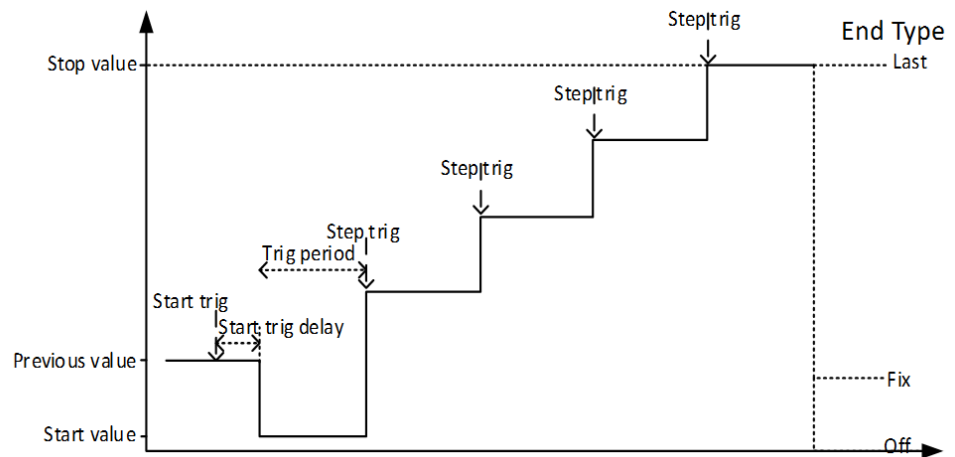 Step trig
End Type
Stop value
Last
Step trig
Step trig
Step trig
Trig period
Start trig
Start trig delay
Previous value
Fix
Start value
Off